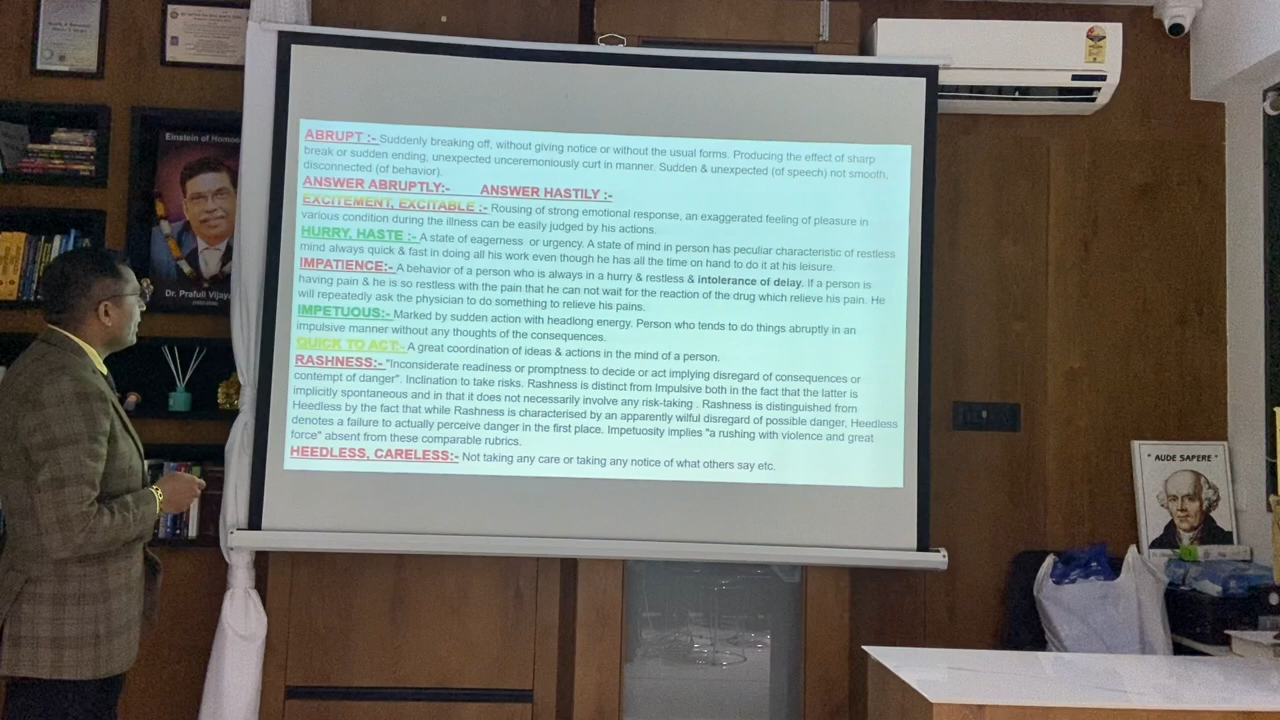 Einstein of Homoe
Dr. Prafull Vijaya
ABRUPT :- Suddenly breaking off, without giving notice or without the usual forms. Producing the effect of sharp
break or sudden ending, unexpected unceremoniously curt in manner. Sudden & unexpected (of speech) not smooth,
disconnected (of behavior).
ANSWER ABRUPTLY:- ANSWER HASTILY :-
EXCITEMENT, EXCITABLE :- Rousing of strong emotional response, an exaggerated feeling of pleasure in
various condition during the illness can be easily judged by his actions.
HURRY, HASTE :- A state of eagerness or urgency. A state of mind in person has peculiar characteristic of restless
mind always quick & fast in doing all his work even though he has all the time on hand to do it at his leisure.
IMPATIENCE:- A behavior of a person who is always in a hurry & restless & intolerance of delay. If a person is
having pain & he is so restless with the pain that he can not wait for the reaction of the drug which relieve his pain. He
will repeatedly ask the physician to do something to relieve his pains.
IMPETUOUS:- Marked by sudden action with headlong energy. Person who tends to do things abruptly in an
impulsive manner without any thoughts of the consequences.
QUICK TO ACT:- A great coordination of ideas & actions in the mind of a person.
RASHNESS:- "Inconsiderate readiness or promptness to decide or act implying disregard of consequences or
contempt of danger". Inclination to take risks. Rashness is distinct from Impulsive both in the fact that the latter is
implicitly spontaneous and in that it does not necessarily involve any risk-taking . Rashness is distinguished from
Heedless by the fact that while Rashness is characterised by an apparently wilful disregard of possible danger, Heedless
denotes a failure to actually perceive danger in the first place. Impetuosity implies "a rushing with violence and great
force" absent from these comparable rubrics.
HEEDLESS, CARELESS:- Not taking any care or taking any notice of what others say etc.
" AUDE SAPERE "